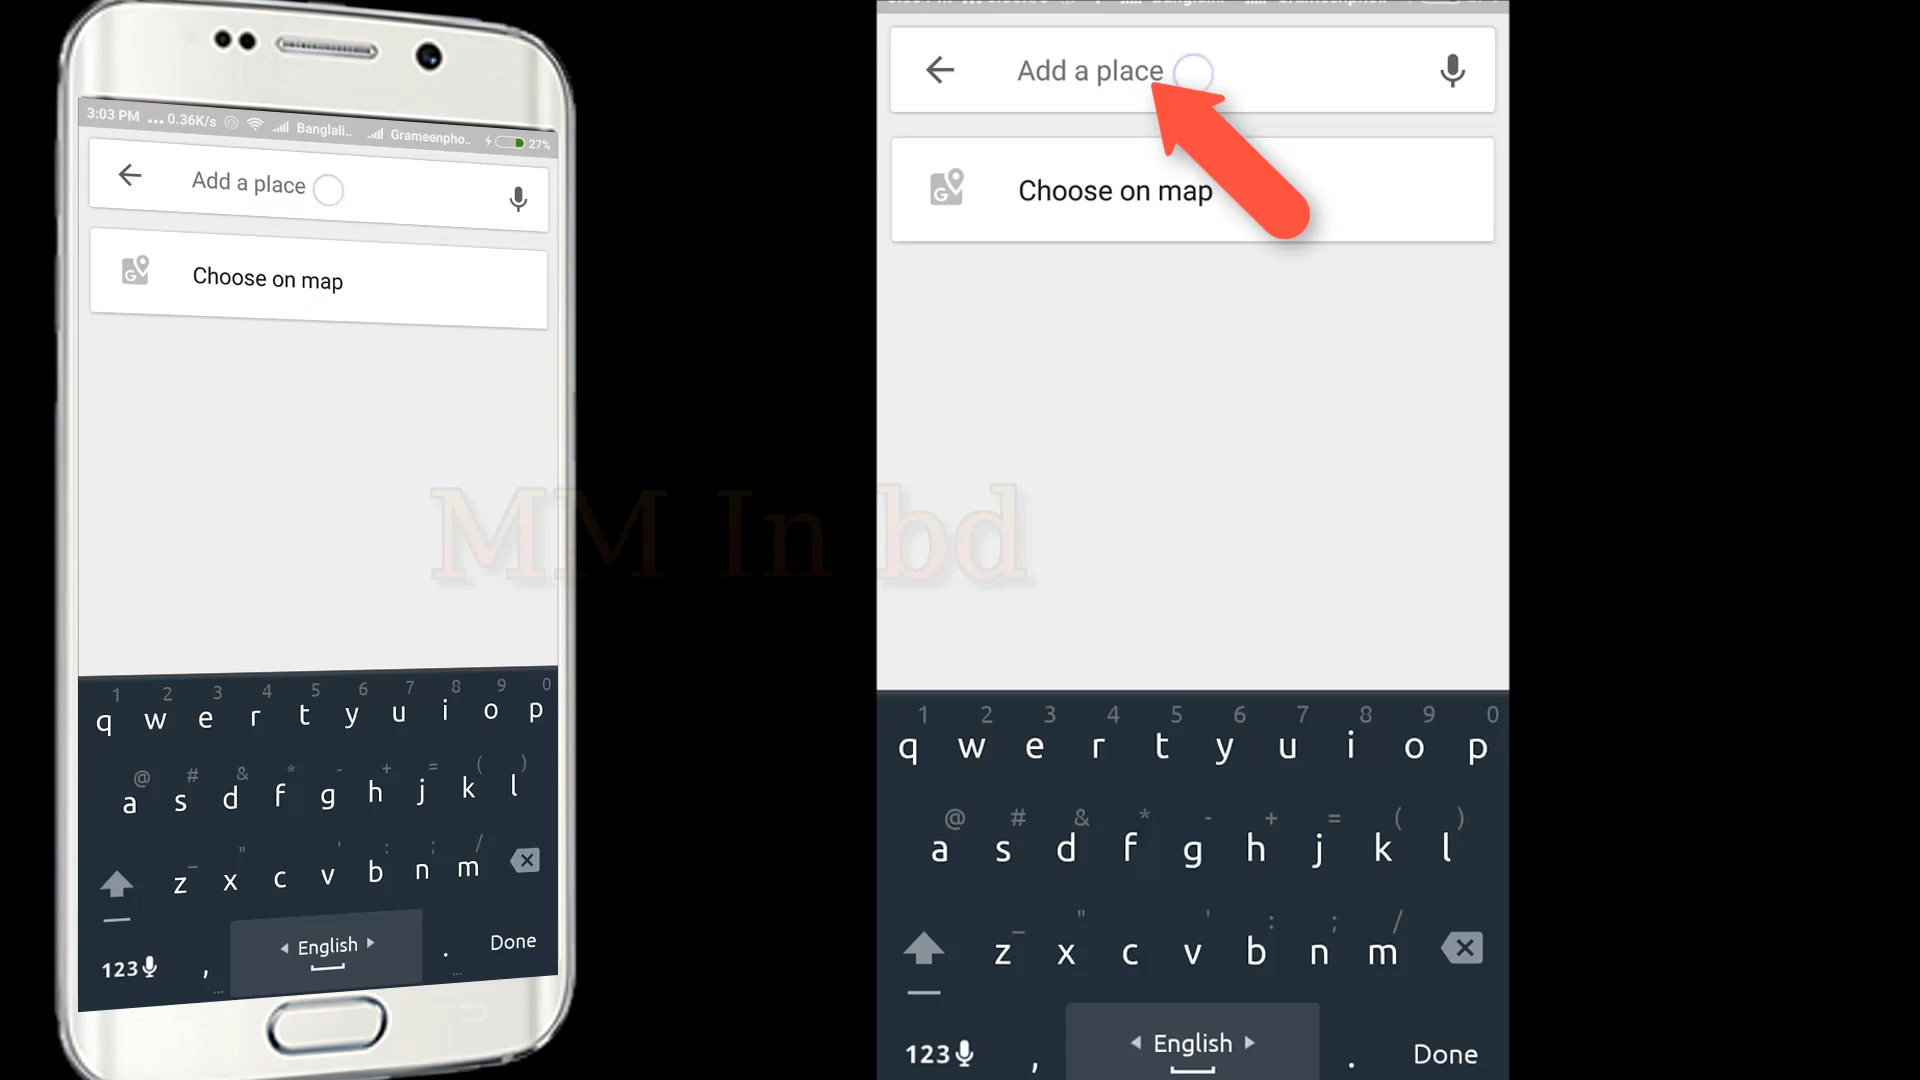 3:03 PM ... 0.36K/s Banglali.. Grameenpho.. 27%
Add a place
Choose on map
1 2 3 4 5 6 7 8 9 0
q w e r t y u i o p
@ # & * - + = ( )
a s d f g h j k l
_ " ' : ; /
z x c v b n m
123 , English . Done
MM In bd
Add a place
Choose on map
1 2 3 4 5 6 7 8 9 0
q w e r t y u i o p
@ # & * - + = ( )
a s d f g h j k l
_ " ' : ; /
z x c v b n m
123 , English . Done